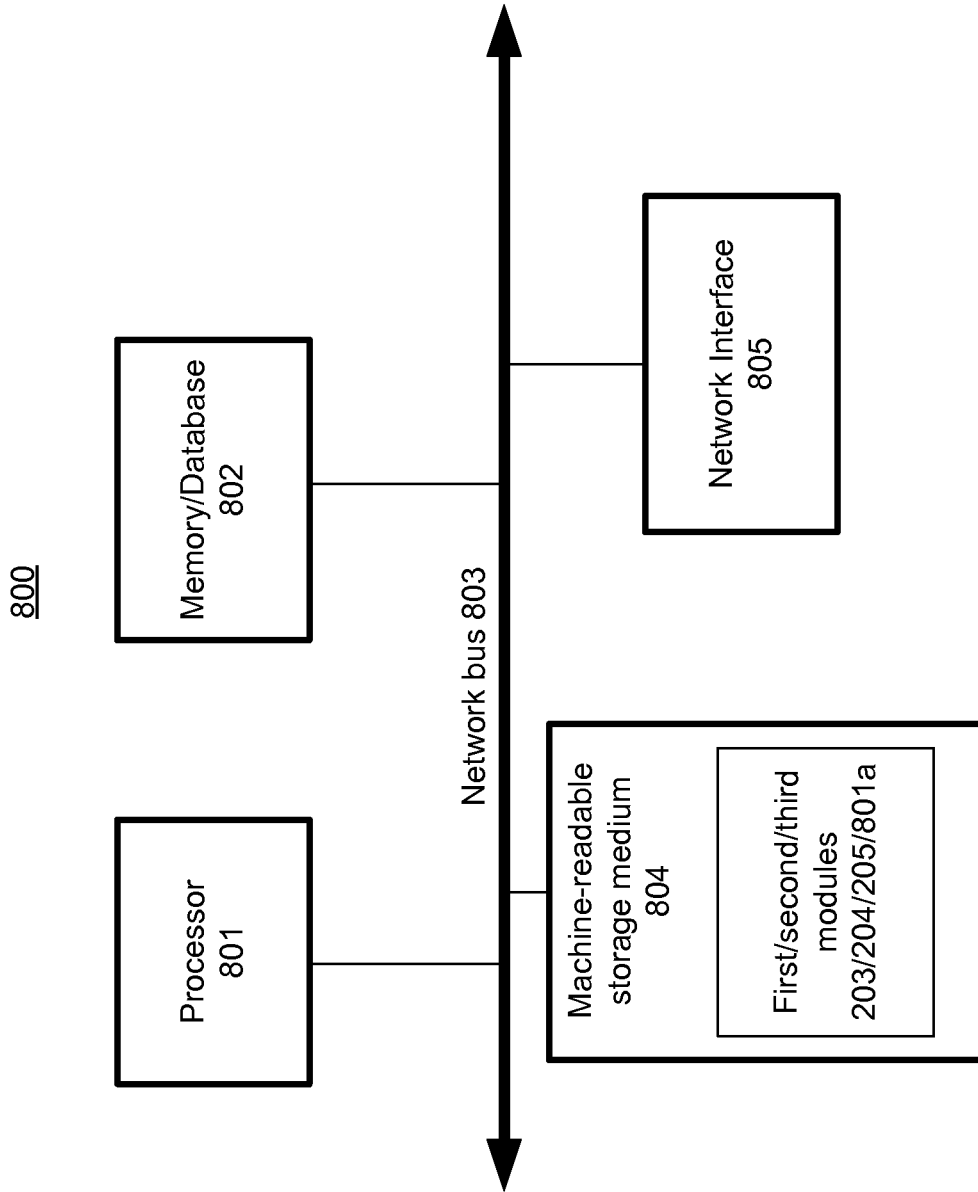 800
Processor
801
Memory/Database
802
Network bus 803
Machine-readable
storage medium
804
First/second/third
modules
203/204/205/801a
Network Interface
805